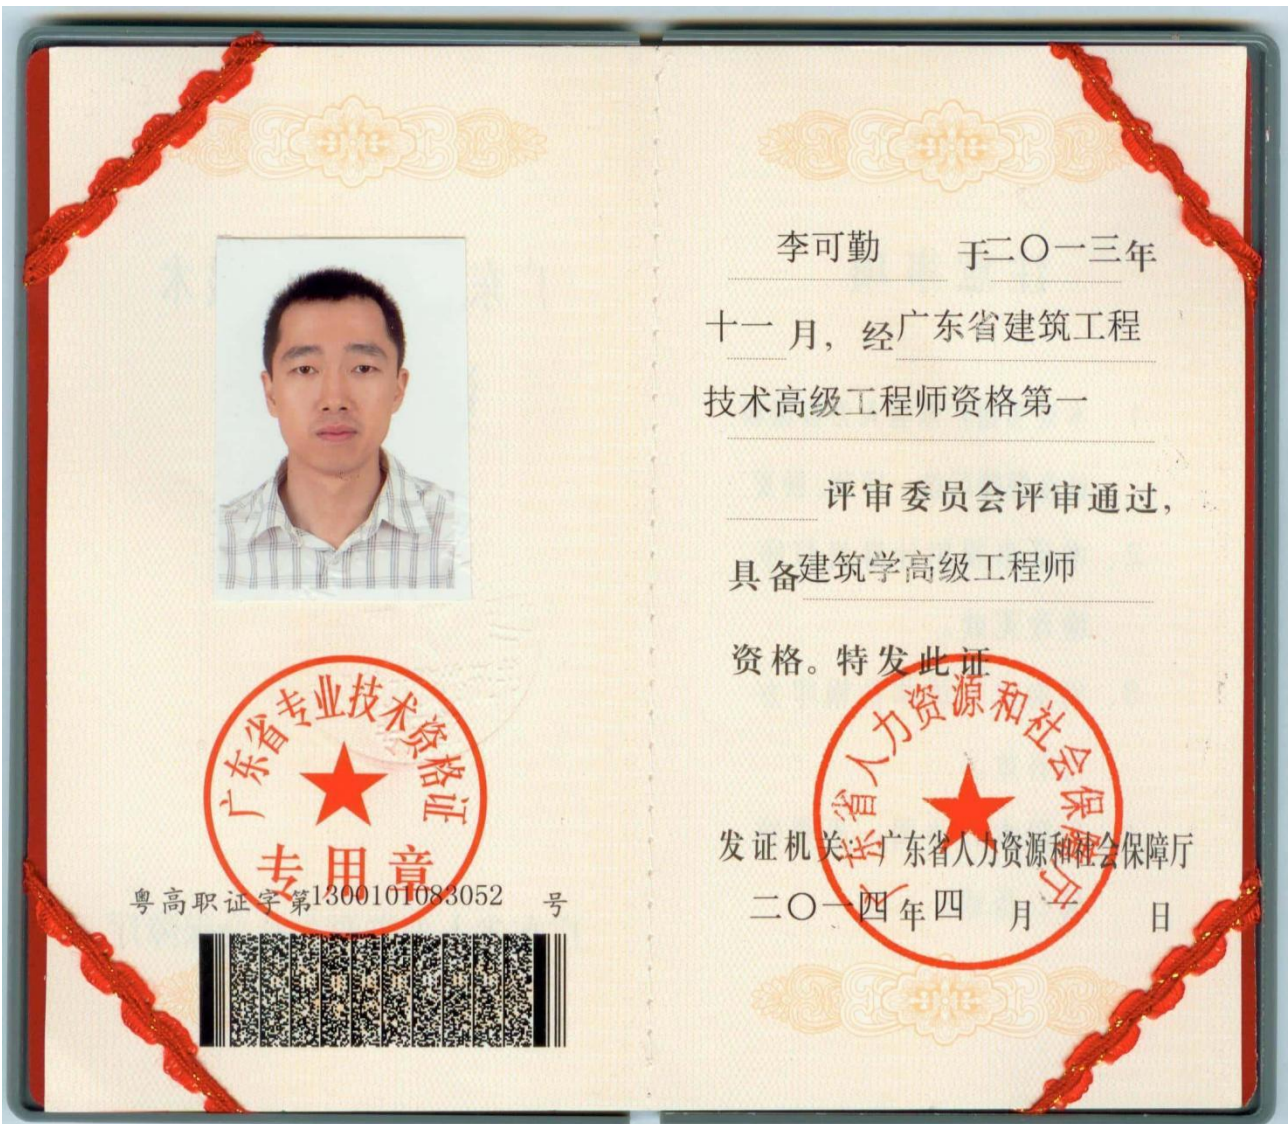 广东省专业技术资格证
专用章
粤高职证字第1300101083052 号
李可勤 于二〇一三年
十一月，经广东省建筑工程
技术高级工程师资格第一
评审委员会评审通过，
具备建筑学高级工程师
资格。特发此证
广东省人力资源和社会保障厅
发证机关：广东省人力资源和社会保障厅
二〇一四年四 月一 日